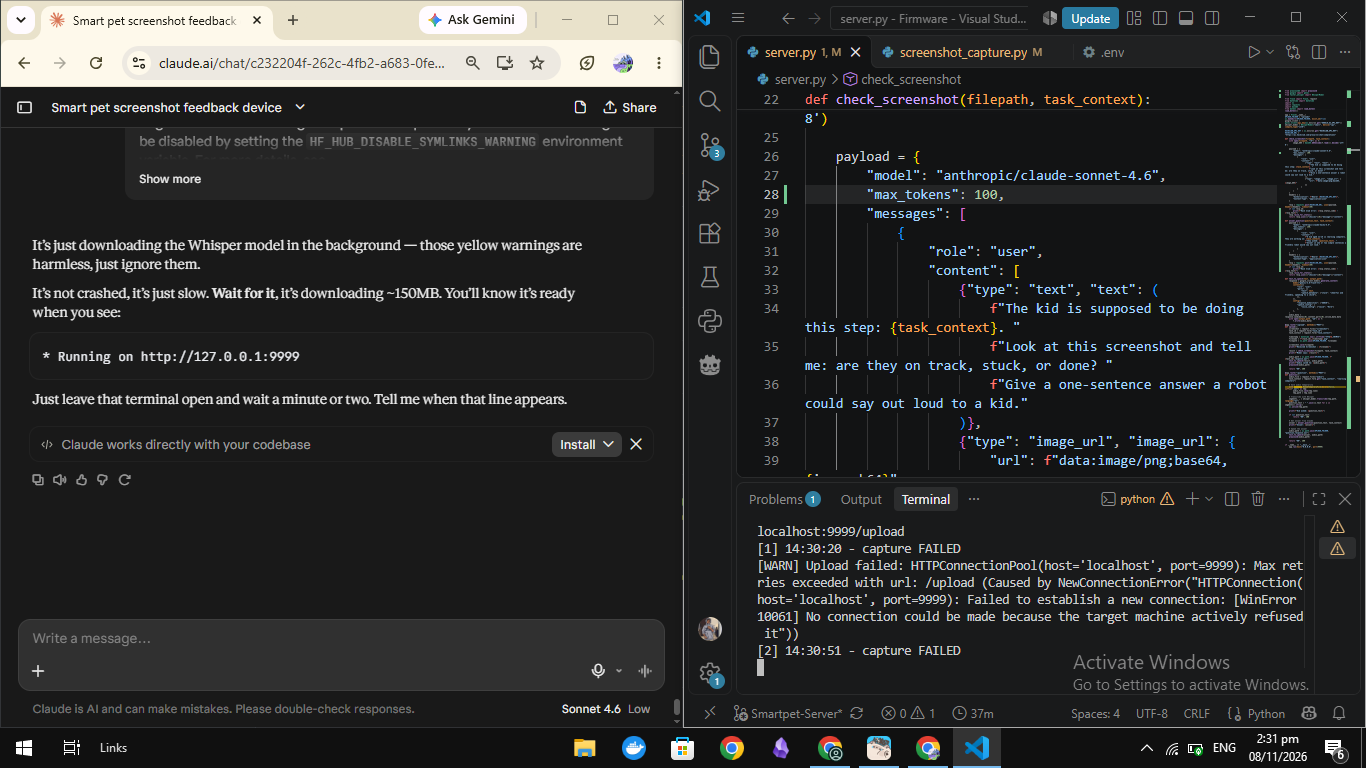 Smart pet screenshot feedback
Ask Gemini
claude.ai/chat/c232204f-262c-4fb2-a683-0fe...
Smart pet screenshot feedback device
Share
be disabled by setting the HF_HUB_DISABLE_SYMLINKS_WARNING environment
Show more
It's just downloading the Whisper model in the background — those yellow warnings are
harmless, just ignore them.
It's not crashed, it's just slow. Wait for it, it's downloading ~150MB. You'll know it's ready
when you see:
* Running on http://127.0.0.1:9999
Just leave that terminal open and wait a minute or two. Tell me when that line appears.
Claude works directly with your codebase
Install
Write a message...
Claude is AI and can make mistakes. Please double-check responses.
Sonnet 4.6 Low
server.py - Firmware - Visual Stud...
Update
server.py 1, M
screenshot_capture.py M
.env
server.py > check_screenshot
22 def check_screenshot(filepath, task_context):
8')
25
26 payload = {
27 "model": "anthropic/claude-sonnet-4.6",
28 "max_tokens": 100,
29 "messages": [
30 {
31 "role": "user",
32 "content": [
33 {"type": "text", "text": (
34 f"The kid is supposed to be doing
this step: {task_context}. "
35 f"Look at this screenshot and tell
me: are they on track, stuck, or done? "
36 f"Give a one-sentence answer a robot
could say out loud to a kid."
37 )},
38 {"type": "image_url", "image_url": {
39 "url": f"data:image/png;base64,
Problems 1
Output
Terminal
python
localhost:9999/upload
[1] 14:30:20 - capture FAILED
[WARN] Upload failed: HTTPConnectionPool(host='localhost', port=9999): Max ret
ries exceeded with url: /upload (Caused by NewConnectionError("HTTPConnection(
host='localhost', port=9999): Failed to establish a new connection: [WinError
10061] No connection could be made because the target machine actively refused
it"))
[2] 14:30:51 - capture FAILED
Activate Windows
Go to Settings to activate Windows.
3
1
Smartpet-Server*
0 1
37m
Spaces: 4
UTF-8
CRLF
Python
Links
ENG
2:31 pm
08/11/2026
6